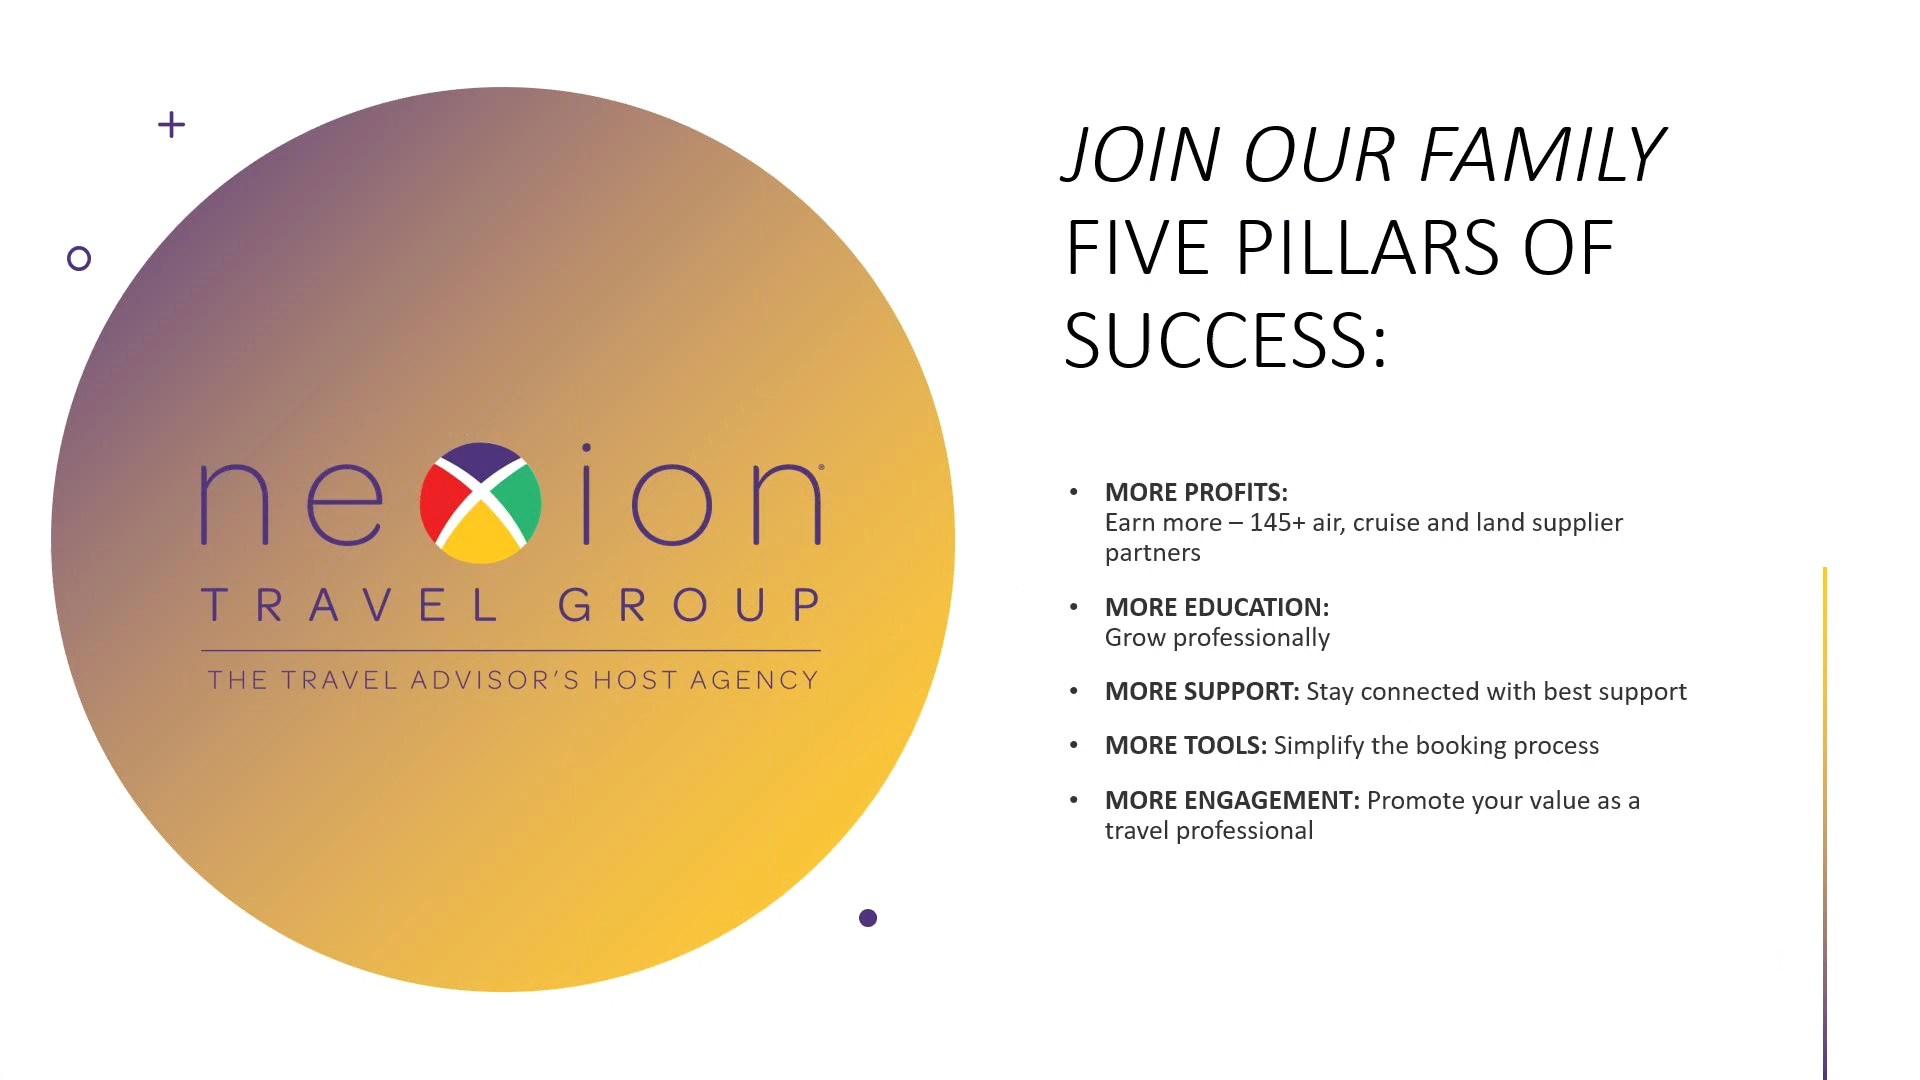 nexion®
TRAVEL GROUP
THE TRAVEL ADVISOR'S HOST AGENCY
JOIN OUR FAMILY
FIVE PILLARS OF
SUCCESS:
• MORE PROFITS:
Earn more – 145+ air, cruise and land supplier
partners
• MORE EDUCATION:
Grow professionally
• MORE SUPPORT: Stay connected with best support
• MORE TOOLS: Simplify the booking process
• MORE ENGAGEMENT: Promote your value as a
travel professional